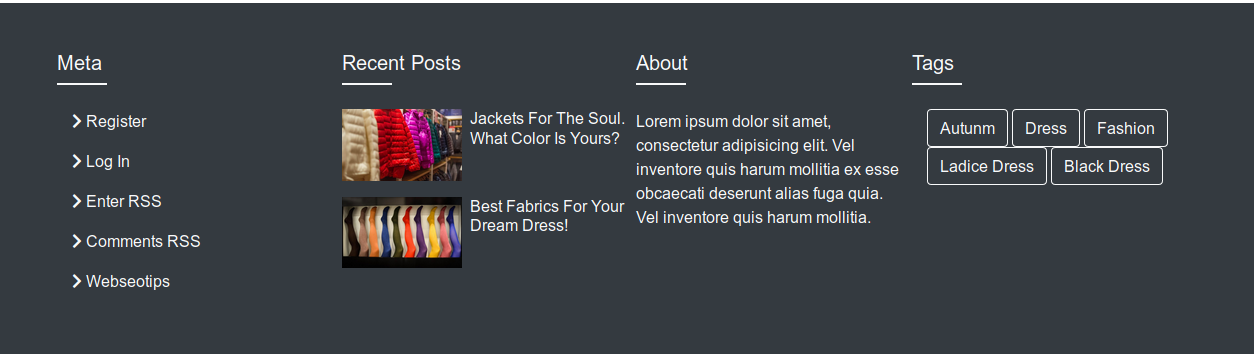 Meta
Register
Log In
Enter RSS
Comments RSS
Webseotips
Recent Posts
Jackets For The Soul.
What Color Is Yours?
Best Fabrics For Your
Dream Dress!
About
Lorem ipsum dolor sit amet,
consectetur adipisicing elit. Vel
inventore quis harum mollitia ex esse
obcaecati deserunt alias fuga quia.
Vel inventore quis harum mollitia.
Tags
Autunm Dress Fashion
Ladice Dress Black Dress